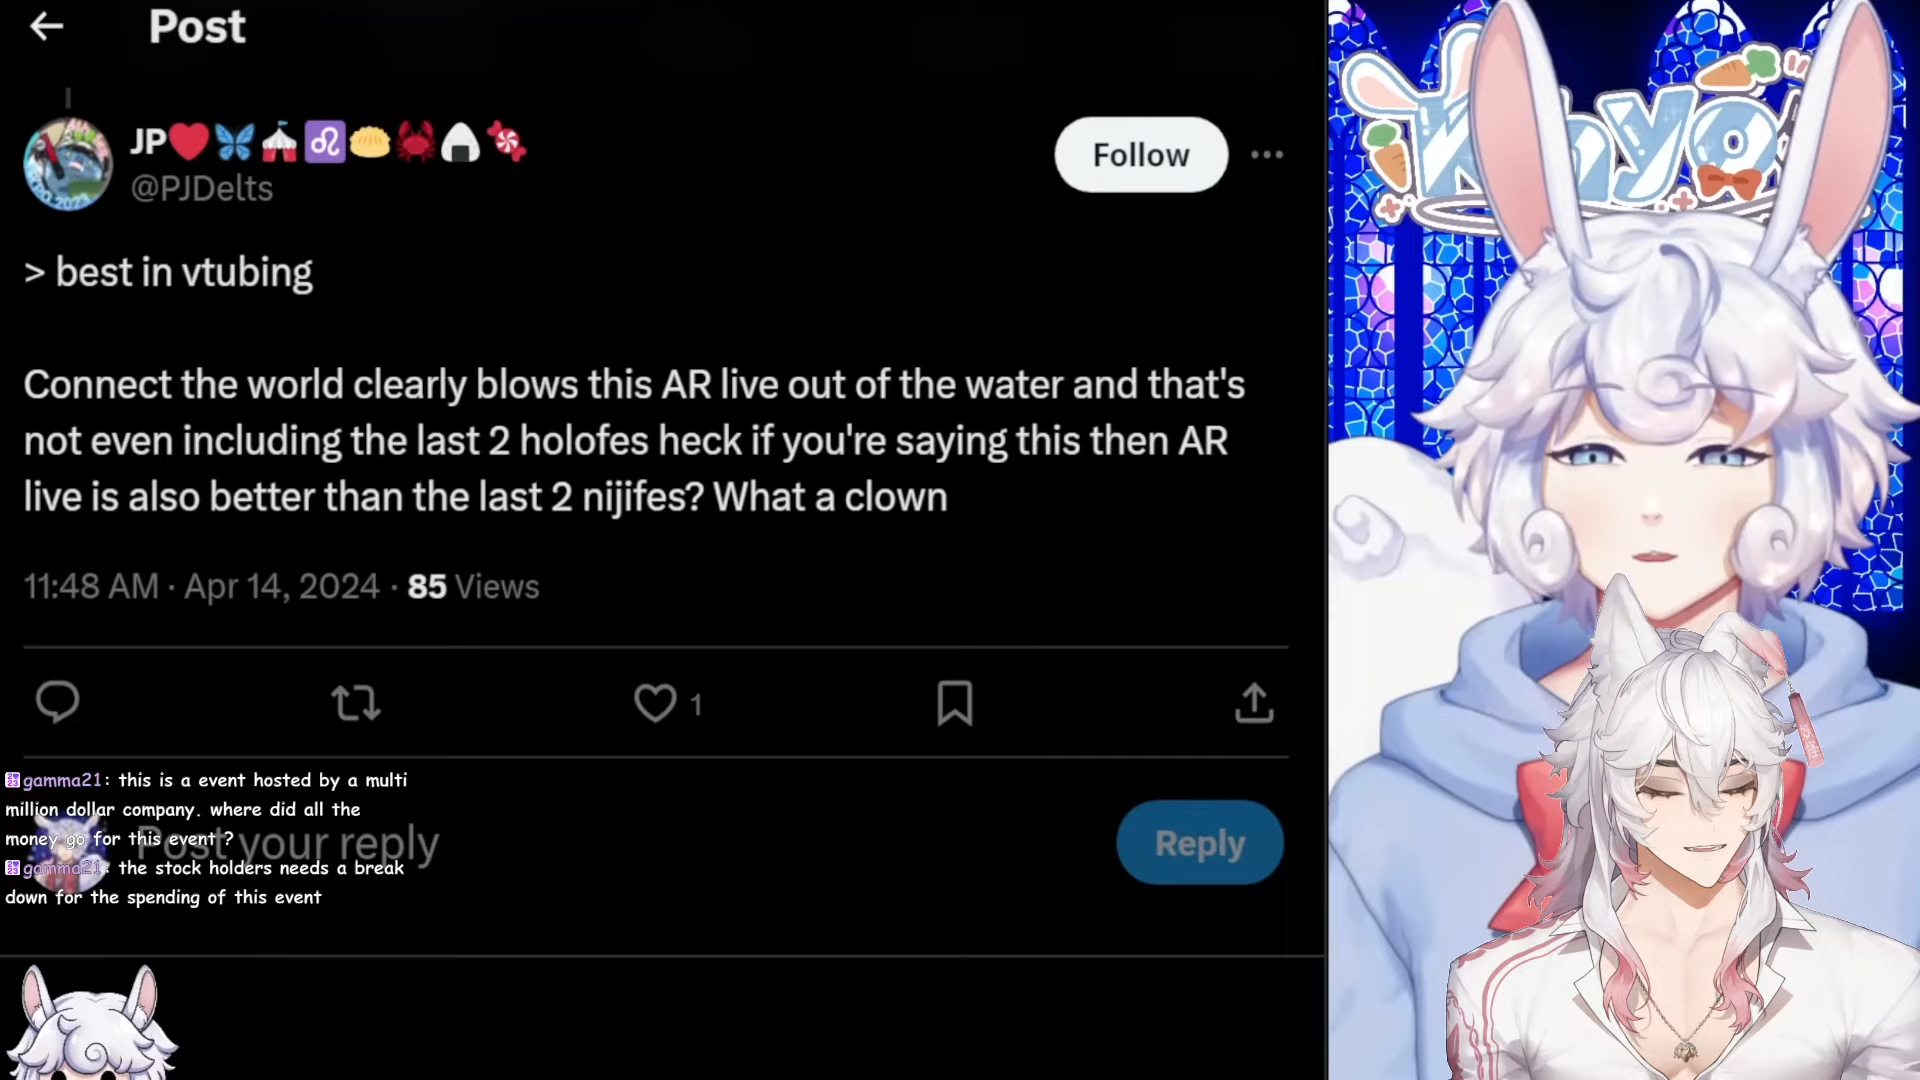 Post
JP❤️🦋🎪♌🥟🦀🍙🍬
@PJDelts
Follow
> best in vtubing
Connect the world clearly blows this AR live out of the water and that's
not even including the last 2 holofes heck if you're saying this then AR
live is also better than the last 2 nijifes? What a clown
11:48 AM · Apr 14, 2024 · 85 Views
1
gamma21: this is a event hosted by a multi
million dollar company. where did all the
money go for this event ?
Post your reply
Reply
gamma21: the stock holders needs a break
down for the spending of this event